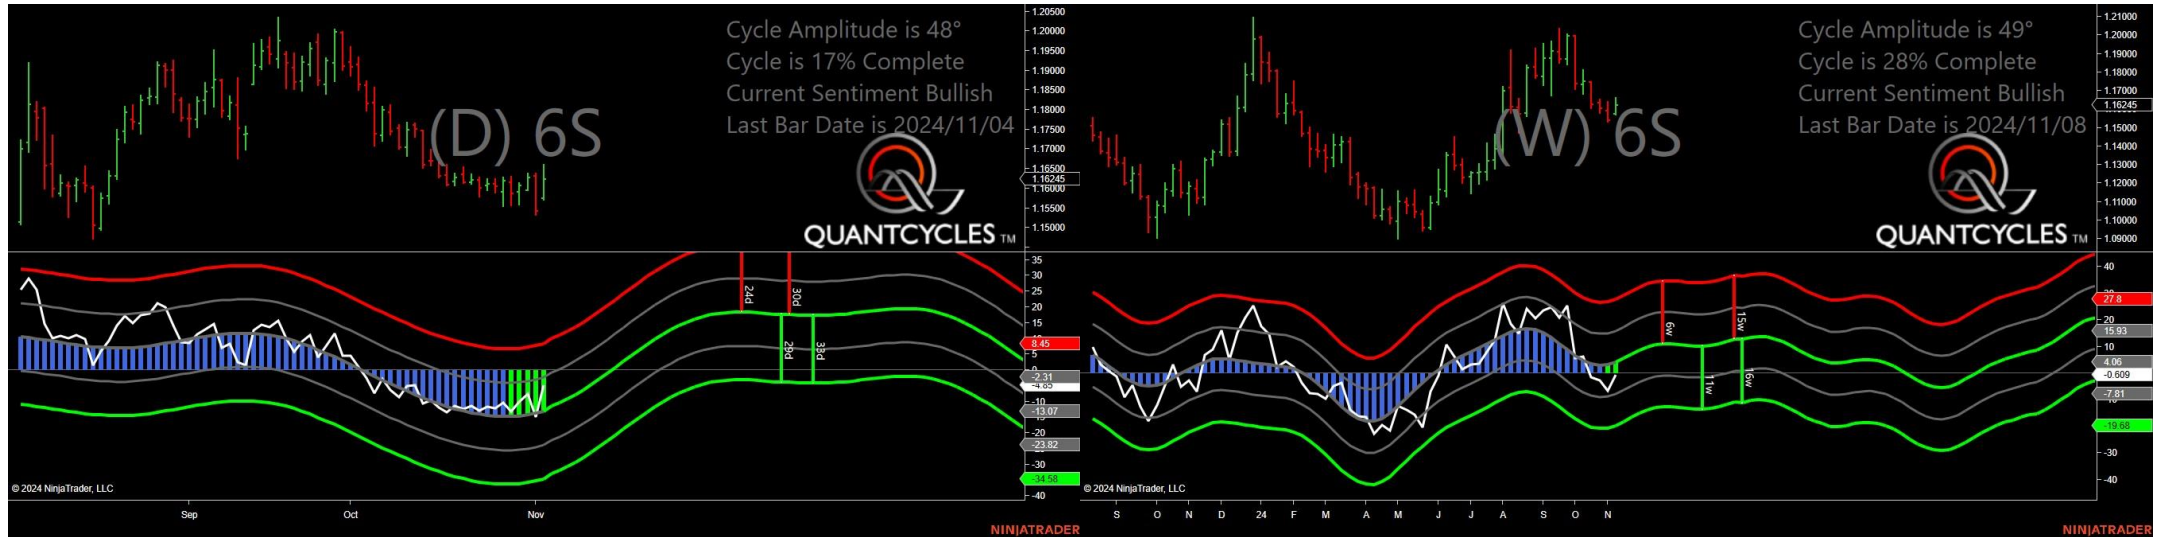 Cycle Amplitude is 48°
Cycle is 17% Complete
Current Sentiment Bullish
Last Bar Date is 2024/11/04
(D) 6S
QUANTCYCLES TM
1.20500
1.20000
1.19500
1.19000
1.18500
1.18000
1.17500
1.17000
1.16500
1.16245
1.16000
1.15500
1.15000
24d
30d
29d
33d
35
30
25
20
15
8.45
5
0
-2.31
-4.85
-10
-13.07
-20
-23.82
-30
-34.58
-40
© 2024 NinjaTrader, LLC
Sep
Oct
Nov
NINJATRADER
Cycle Amplitude is 49°
Cycle is 28% Complete
Current Sentiment Bullish
Last Bar Date is 2024/11/08
(W) 6S
QUANTCYCLES TM
1.21000
1.20000
1.19000
1.18000
1.17000
1.16245
1.15000
1.14000
1.13000
1.12000
1.11000
1.10000
1.09000
6w
15w
11w
16w
40
27.8
20
15.93
10
4.06
-0.609
-7.81
-19.68
-30
-40
© 2024 NinjaTrader, LLC
S O N D 24 F M A M J J A S O N
NINJATRADER